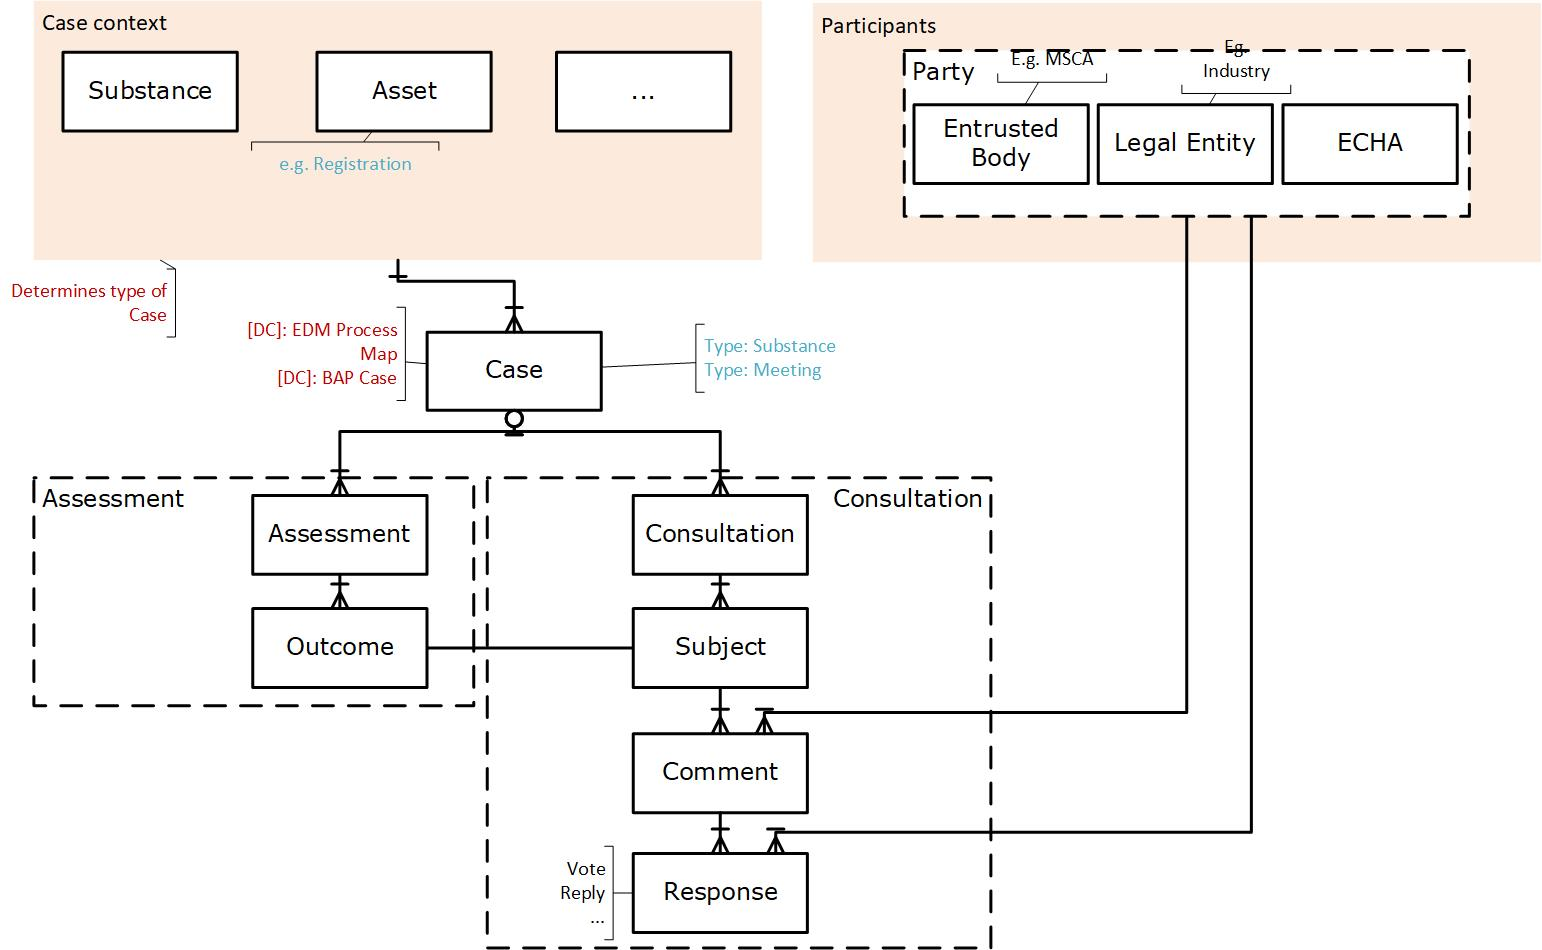 Case context
Substance
Asset
...
e.g. Registration
Participants
Party
E.g. MSCA
Eg.
Industry
Entrusted
Body
Legal Entity
ECHA
Determines type of
Case
[DC]: EDM Process
Map
[DC]: BAP Case
Case
Type: Substance
Type: Meeting
Assessment
Assessment
Outcome
Consultation
Consultation
Subject
Comment
Response
Vote
Reply
...